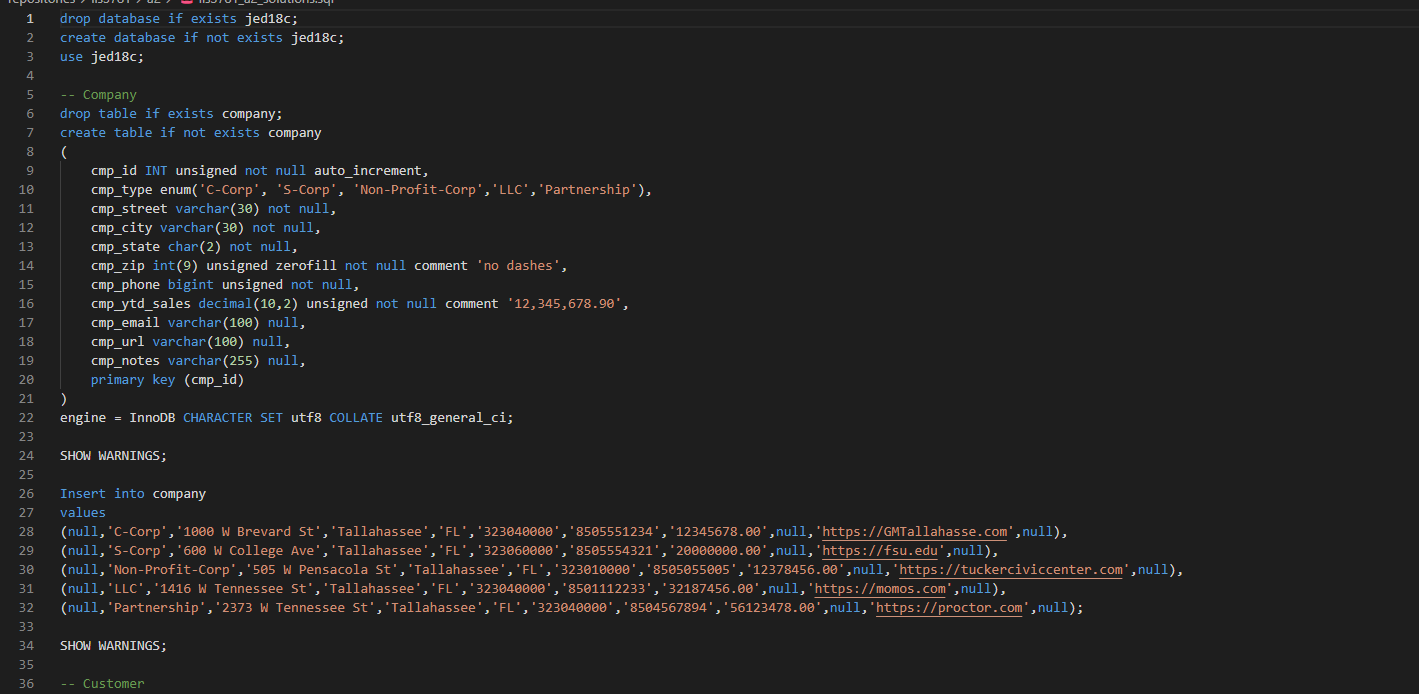 1 drop database if exists jed18c;
2 create database if not exists jed18c;
3 use jed18c;
4
5 -- Company
6 drop table if exists company;
7 create table if not exists company
8 (
9 cmp_id INT unsigned not null auto_increment,
10 cmp_type enum('C-Corp', 'S-Corp', 'Non-Profit-Corp','LLC','Partnership'),
11 cmp_street varchar(30) not null,
12 cmp_city varchar(30) not null,
13 cmp_state char(2) not null,
14 cmp_zip int(9) unsigned zerofill not null comment 'no dashes',
15 cmp_phone bigint unsigned not null,
16 cmp_ytd_sales decimal(10,2) unsigned not null comment '12,345,678.90',
17 cmp_email varchar(100) null,
18 cmp_url varchar(100) null,
19 cmp_notes varchar(255) null,
20 primary key (cmp_id)
21 )
22 engine = InnoDB CHARACTER SET utf8 COLLATE utf8_general_ci;
23
24 SHOW WARNINGS;
25
26 Insert into company
27 values
28 (null,'C-Corp','1000 W Brevard St','Tallahassee','FL','323040000','8505551234','12345678.00',null,'https://GMTallahasse.com',null),
29 (null,'S-Corp','600 W College Ave','Tallahassee','FL','323060000','8505554321','20000000.00',null,'https://fsu.edu',null),
30 (null,'Non-Profit-Corp','505 W Pensacola St','Tallahassee','FL','323010000','8505055005','12378456.00',null,'https://tuckerciviccenter.com',null),
31 (null,'LLC','1416 W Tennessee St','Tallahassee','FL','323040000','8501112233','32187456.00',null,'https://momos.com',null),
32 (null,'Partnership','2373 W Tennessee St','Tallahassee','FL','323040000','8504567894','56123478.00',null,'https://proctor.com',null);
33
34 SHOW WARNINGS;
35
36 -- Customer